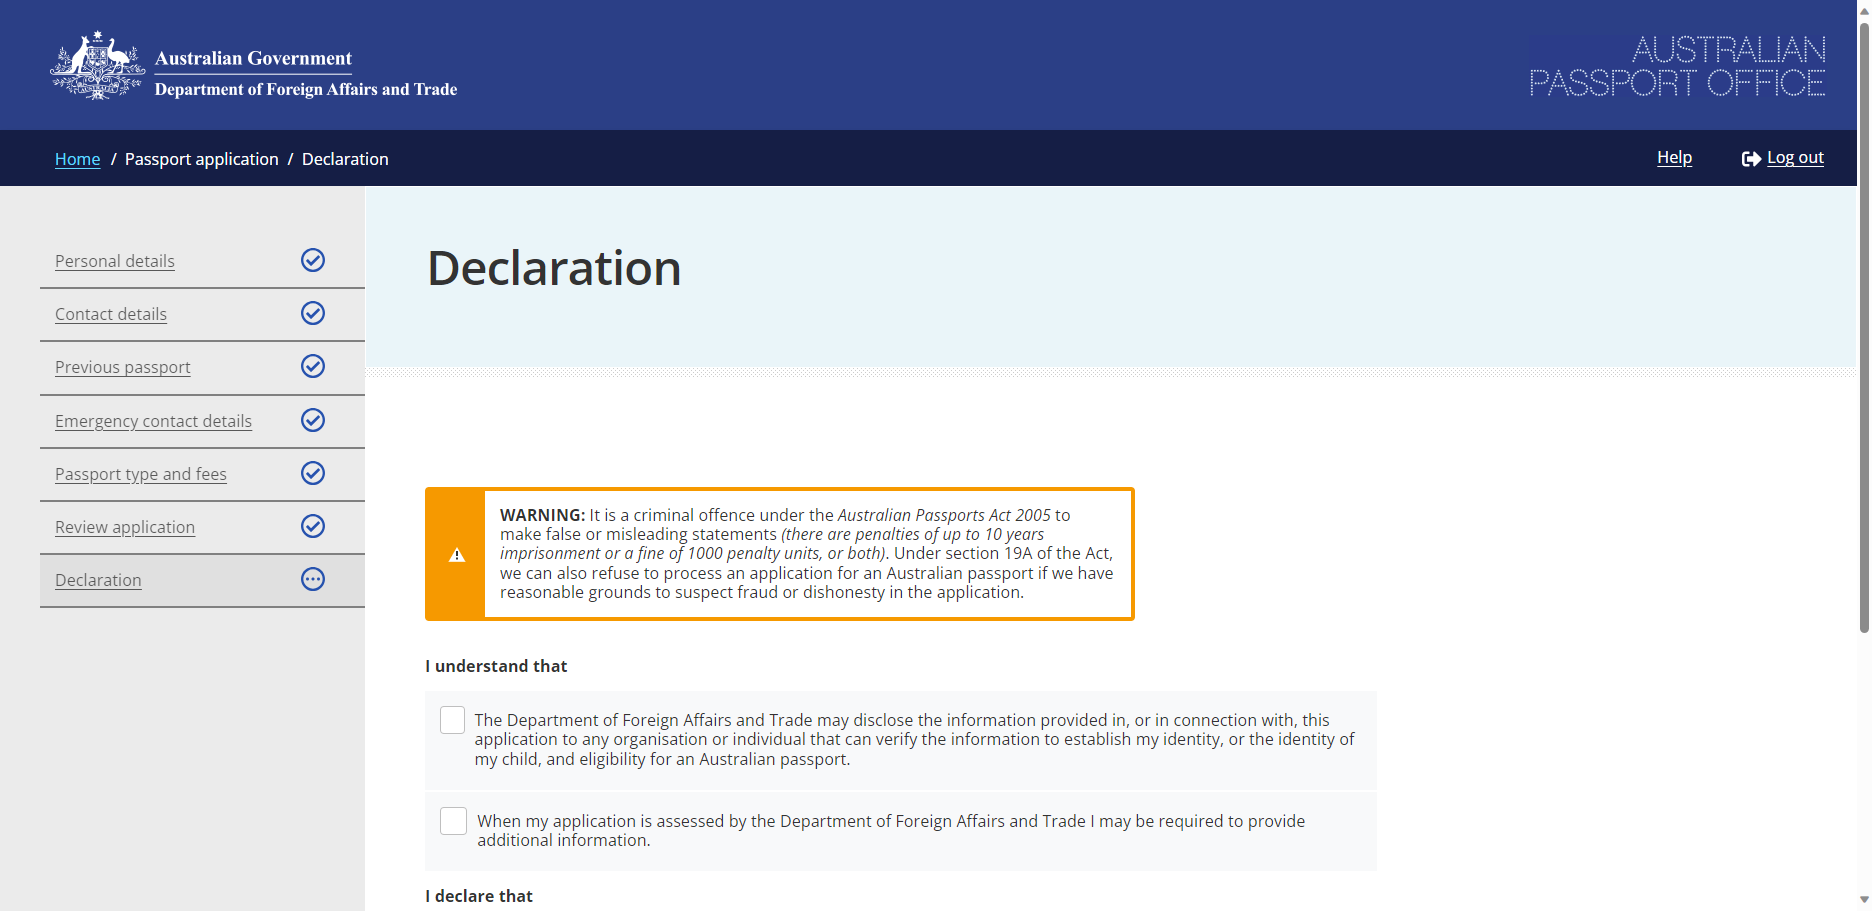 Australian Government
Department of Foreign Affairs and Trade
AUSTRALIAN
PASSPORT OFFICE
Home / Passport application / Declaration
Help
Log out
Personal details
Contact details
Previous passport
Emergency contact details
Passport type and fees
Review application
Declaration
Declaration
WARNING: It is a criminal offence under the Australian Passports Act 2005 to
make false or misleading statements (there are penalties of up to 10 years
imprisonment or a fine of 1000 penalty units, or both). Under section 19A of the Act,
we can also refuse to process an application for an Australian passport if we have
reasonable grounds to suspect fraud or dishonesty in the application.
I understand that
The Department of Foreign Affairs and Trade may disclose the information provided in, or in connection with, this
application to any organisation or individual that can verify the information to establish my identity, or the identity of
my child, and eligibility for an Australian passport.
When my application is assessed by the Department of Foreign Affairs and Trade I may be required to provide
additional information.
I declare that